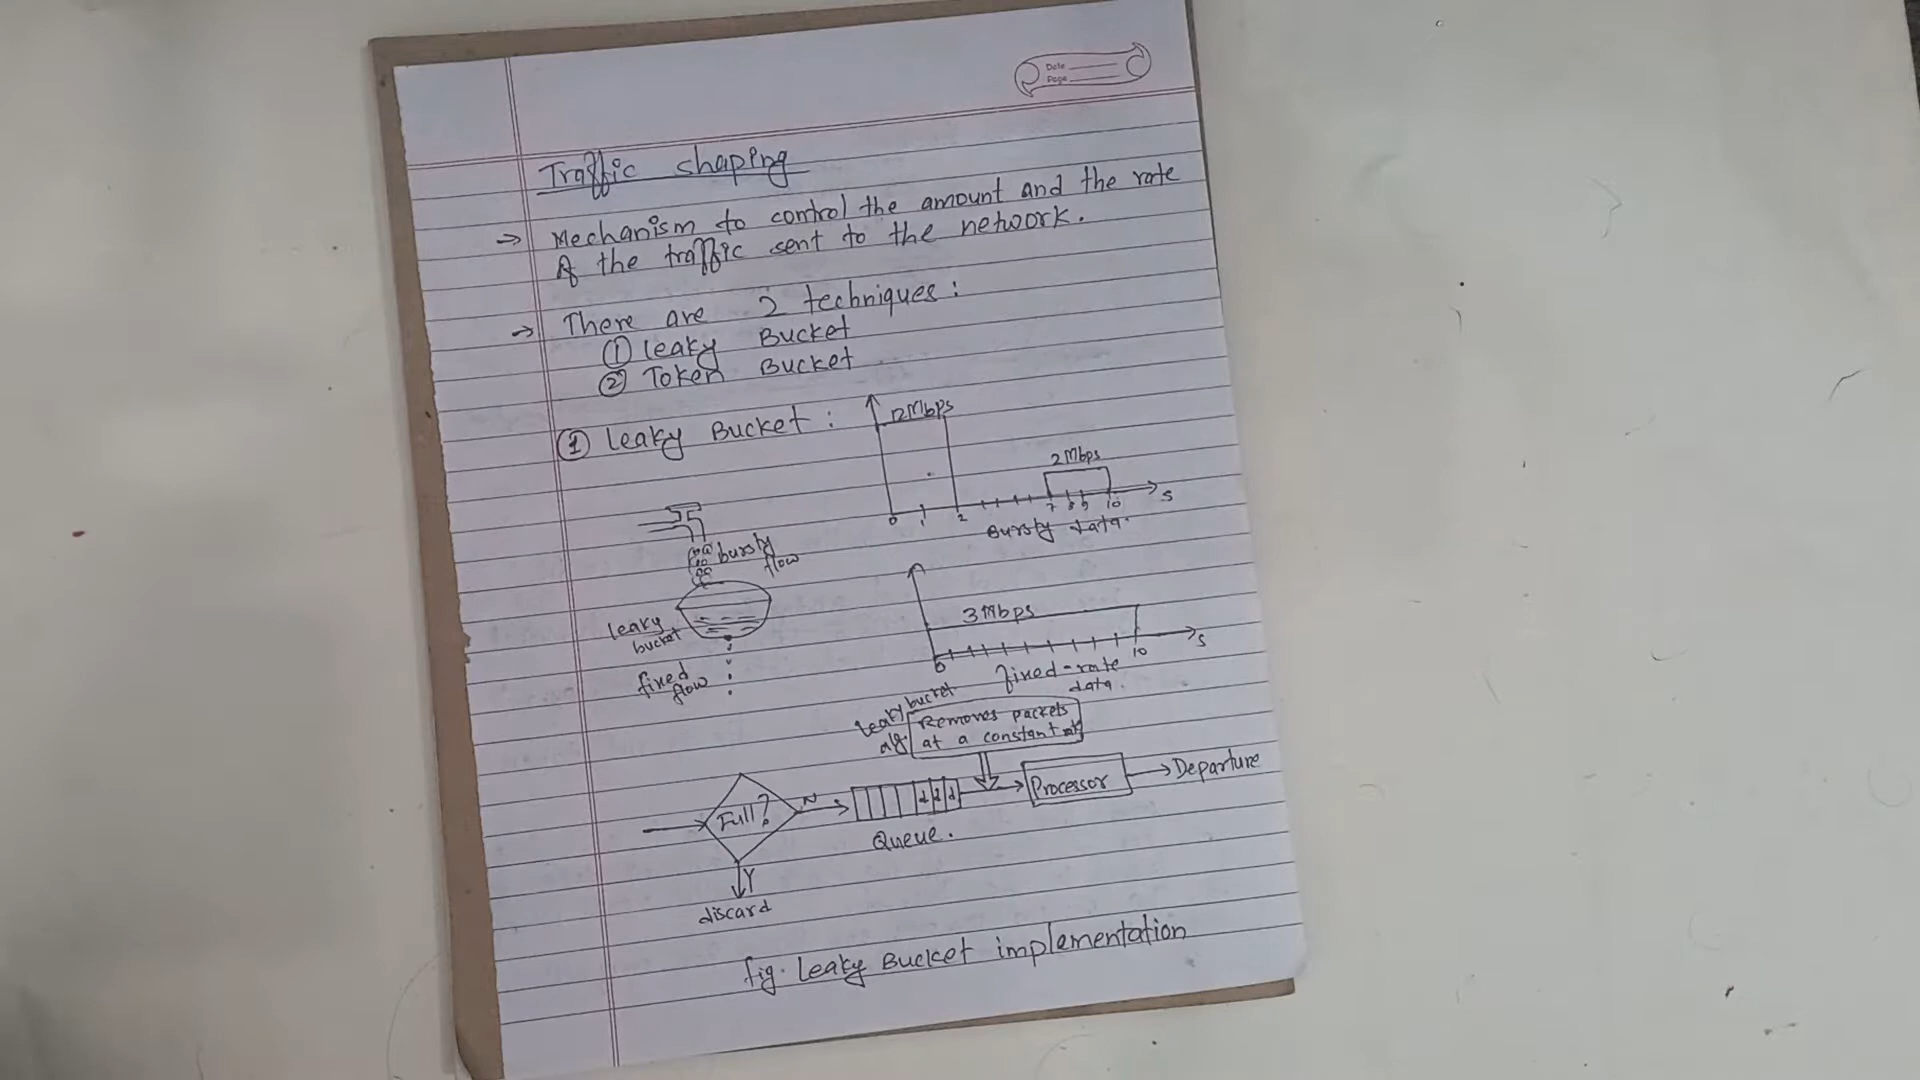 Date
Page
Traffic shaping
→ Mechanism to control the amount and the rate
of the traffic sent to the network.
→ There are 2 techniques:
① Leaky Bucket
② Token Bucket
① Leaky Bucket :
12Mbps
2Mbps
0 1 2 7 8 9 10 s
Bursty data.
bursty
flow
leaky
bucket
fixed
flow
3Mbps
0 10 s
fixed-rate
data.
leaky bucket
alg.
Removes packets
at a constant
Full?
N
Y
discard
Queue.
Processor
Departure
fig. Leaky Bucket implementation